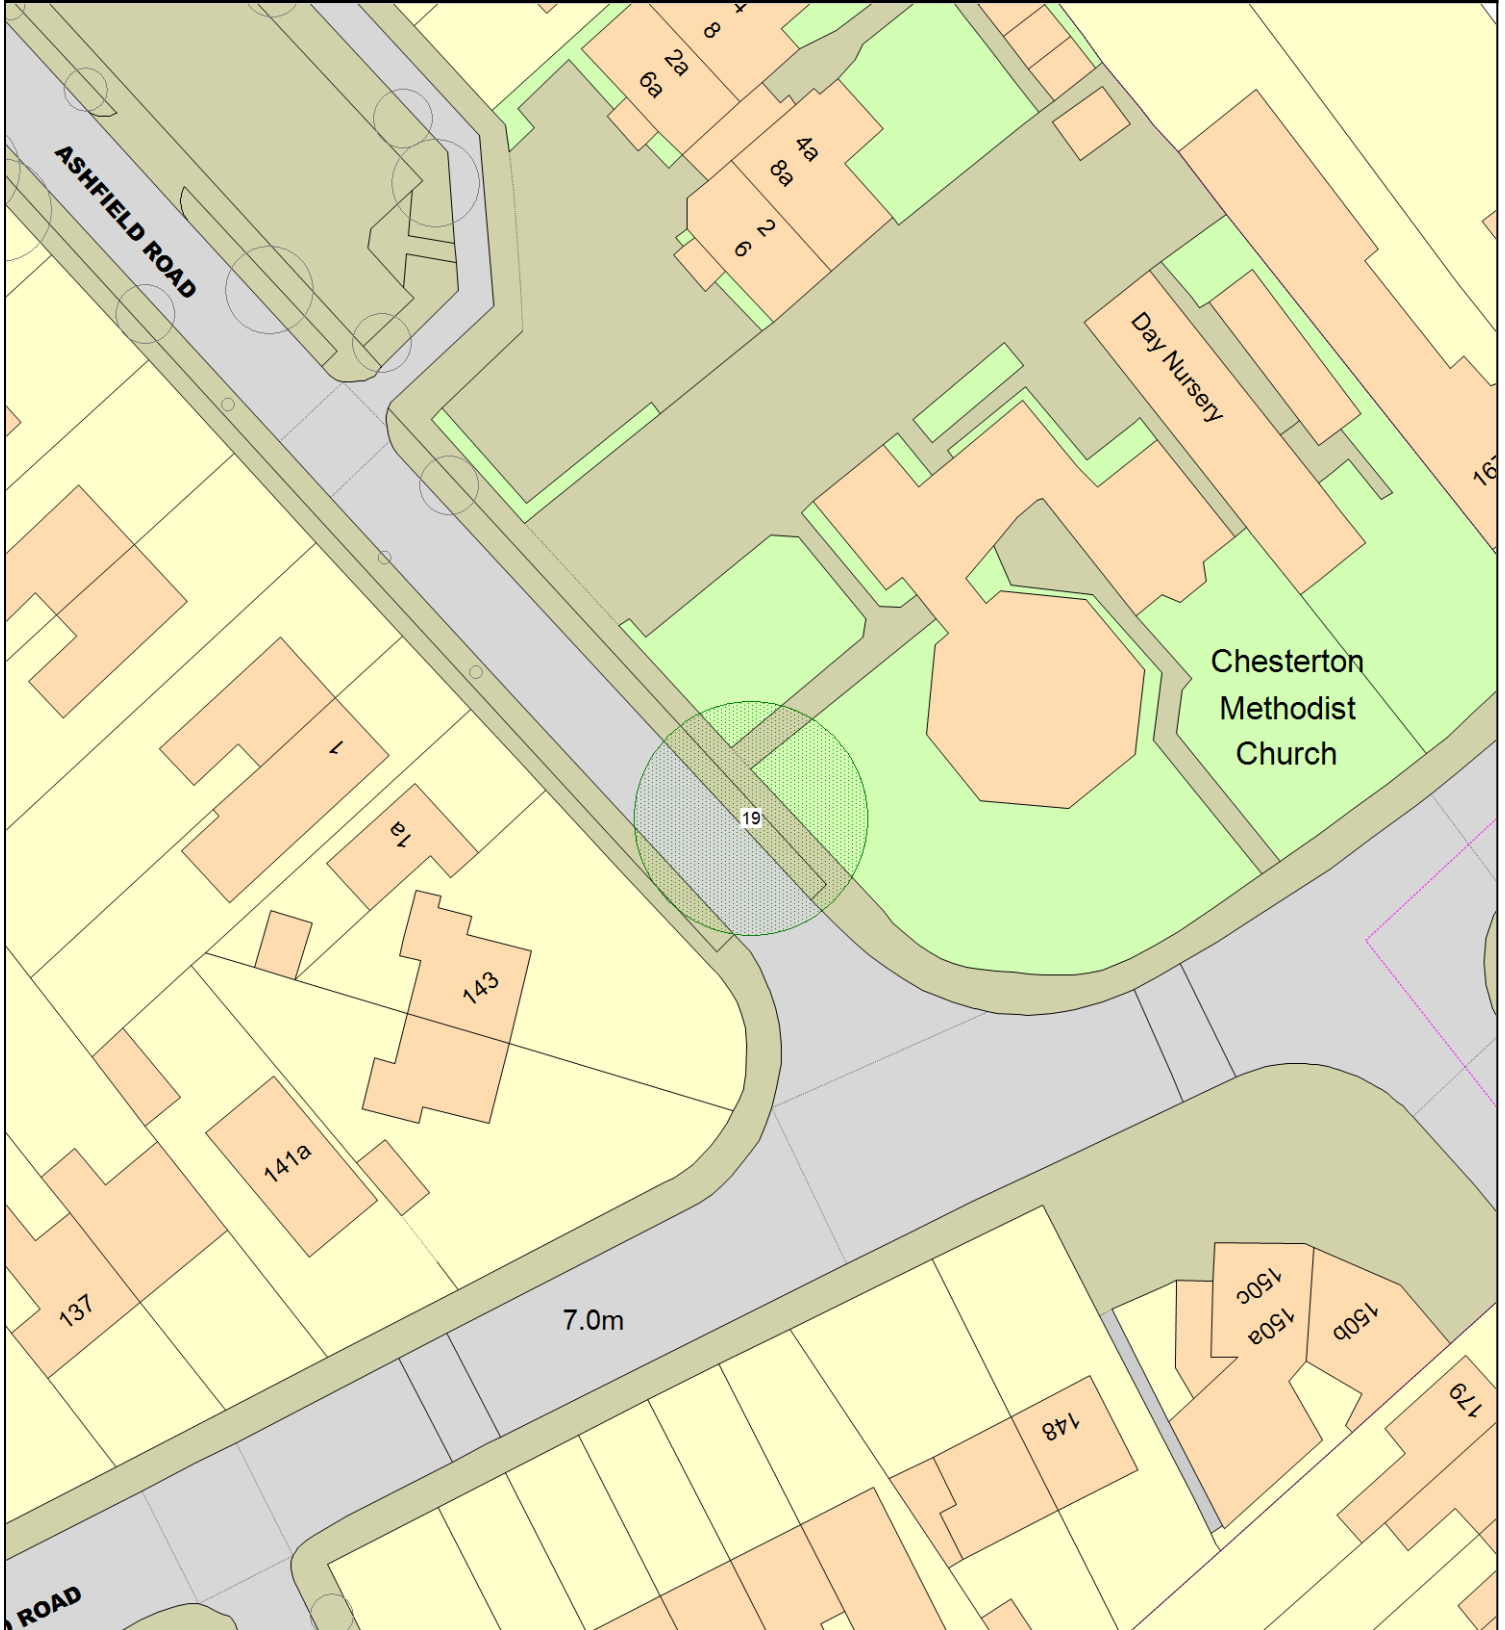 8
2a
6a
4a
8a
2
6
ASHFIELD ROAD
Day Nursery
Chesterton
Methodist
Church
1
1a
19
143
141a
137
7.0m
150c
150a
150b
148
179
ROAD